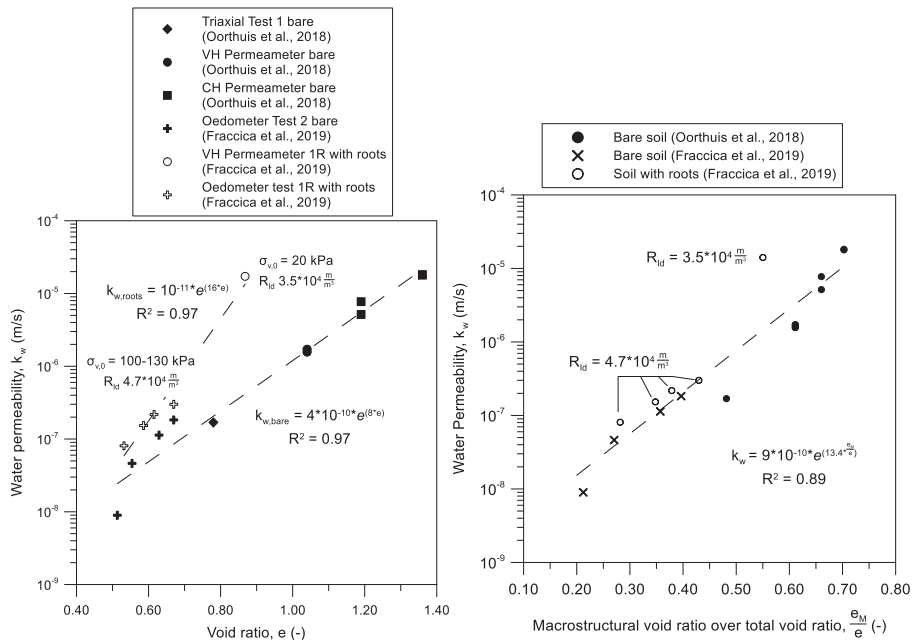 Triaxial Test 1 bare
(Oorthuis et al., 2018)
VH Permeameter bare
(Oorthuis et al., 2018)
CH Permeameter bare
(Oorthuis et al., 2018)
Oedometer Test 2 bare
(Fraccica et al., 2019)
VH Permeameter 1R with roots
(Fraccica et al., 2019)
Oedometer test 1R with roots
(Fraccica et al., 2019)
10⁻⁴
10⁻⁵
10⁻⁶
10⁻⁷
10⁻⁸
10⁻⁹
Water permeability, k_w (m/s)
σ_v,0 = 20 kPa
R_ld 3.5*10⁴ m/m³
k_w,roots = 10⁻¹¹*e^(16*e)
R² = 0.97
σ_v,0 = 100-130 kPa
R_ld 4.7*10⁴ m/m³
k_w,bare = 4*10⁻¹⁰*e^(8*e)
R² = 0.97
0.40 0.60 0.80 1.00 1.20 1.40
Void ratio, e (-)
Bare soil (Oorthuis et al., 2018)
Bare soil (Fraccica et al., 2019)
Soil with roots (Fraccica et al., 2019)
10⁻⁴
10⁻⁵
10⁻⁶
10⁻⁷
10⁻⁸
10⁻⁹
Water Permeability, k_w (m/s)
R_ld = 3.5*10⁴ m/m³
R_ld = 4.7*10⁴ m/m³
k_w = 9*10⁻¹⁰*e^(13.4*e_M/e)
R² = 0.89
0.10 0.20 0.30 0.40 0.50 0.60 0.70 0.80
Macrostructural void ratio over total void ratio, e_M/e (-)